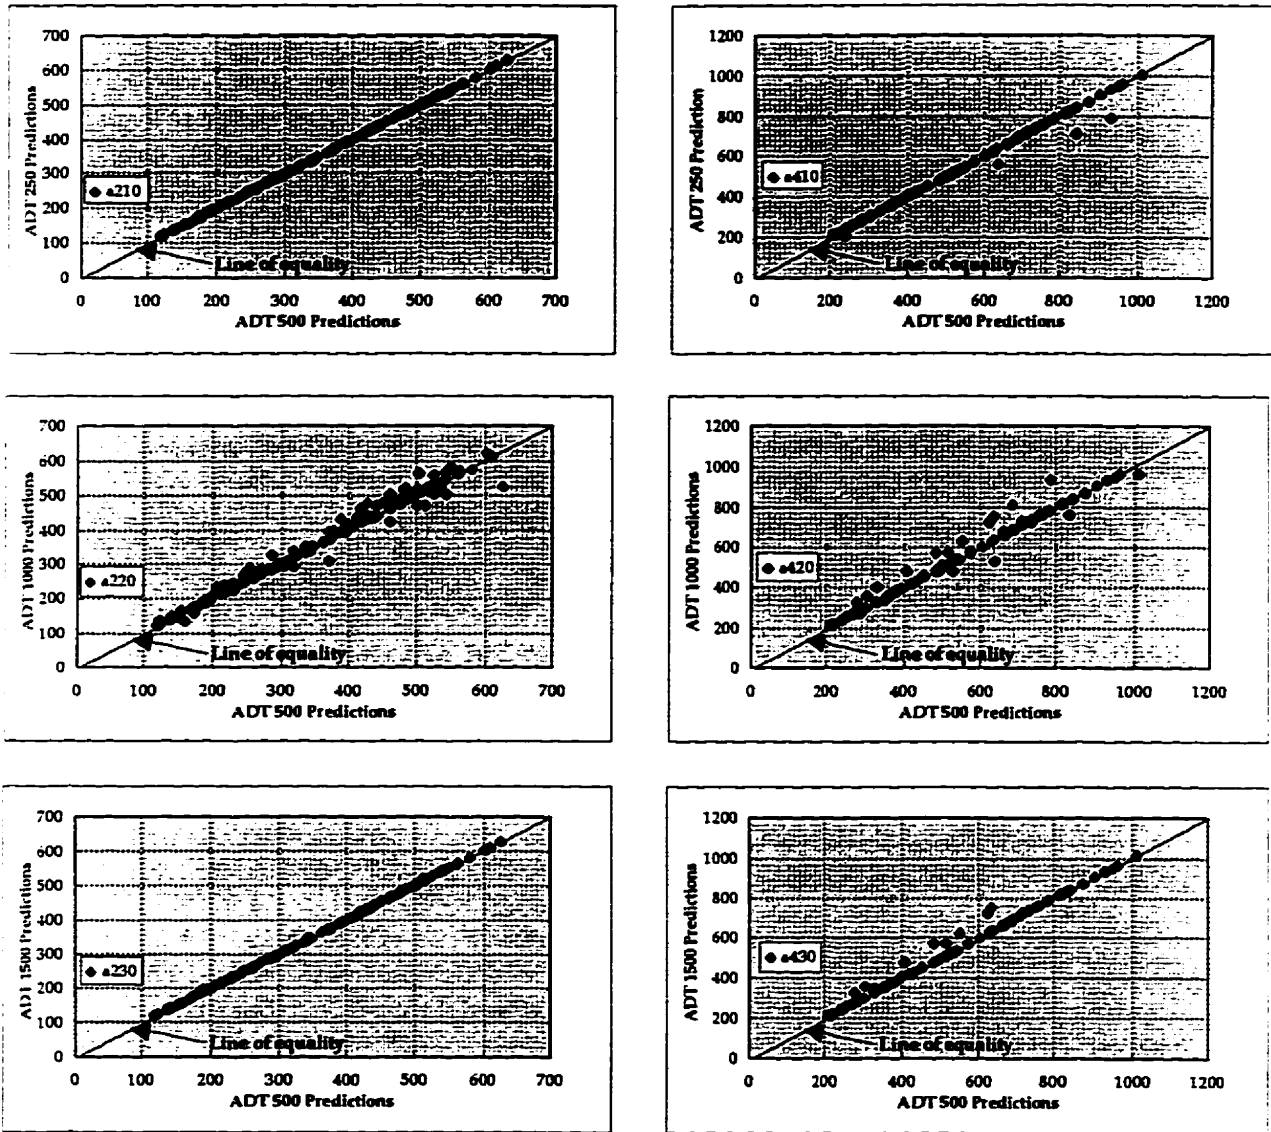 700
600
500
400
300
200
100
0
ADT 250 Predictions
a210
Line of equality
0 100 200 300 400 500 600 700
ADT 500 Predictions
1200
1000
800
600
400
200
0
ADT 250 Prediction
a410
Line of equality
0 200 400 600 800 1000 1200
ADT 500 Predictions
700
600
500
400
300
200
100
0
ADT 1000 Predictions
a220
Line of equality
0 100 200 300 400 500 600 700
ADT 500 Predictions
1200
1000
800
600
400
200
0
ADT 1000 Predictions
a420
Line of equality
0 200 400 600 800 1000 1200
ADT 500 Predictions
700
600
500
400
300
200
100
0
ADT 1500 Predictions
a230
Line of equality
0 100 200 300 400 500 600 700
ADT 500 Predictions
1200
1000
800
600
400
200
0
ADT 1500 Predictions
a430
Line of equality
0 200 400 600 800 1000 1200
ADT 500 Predictions